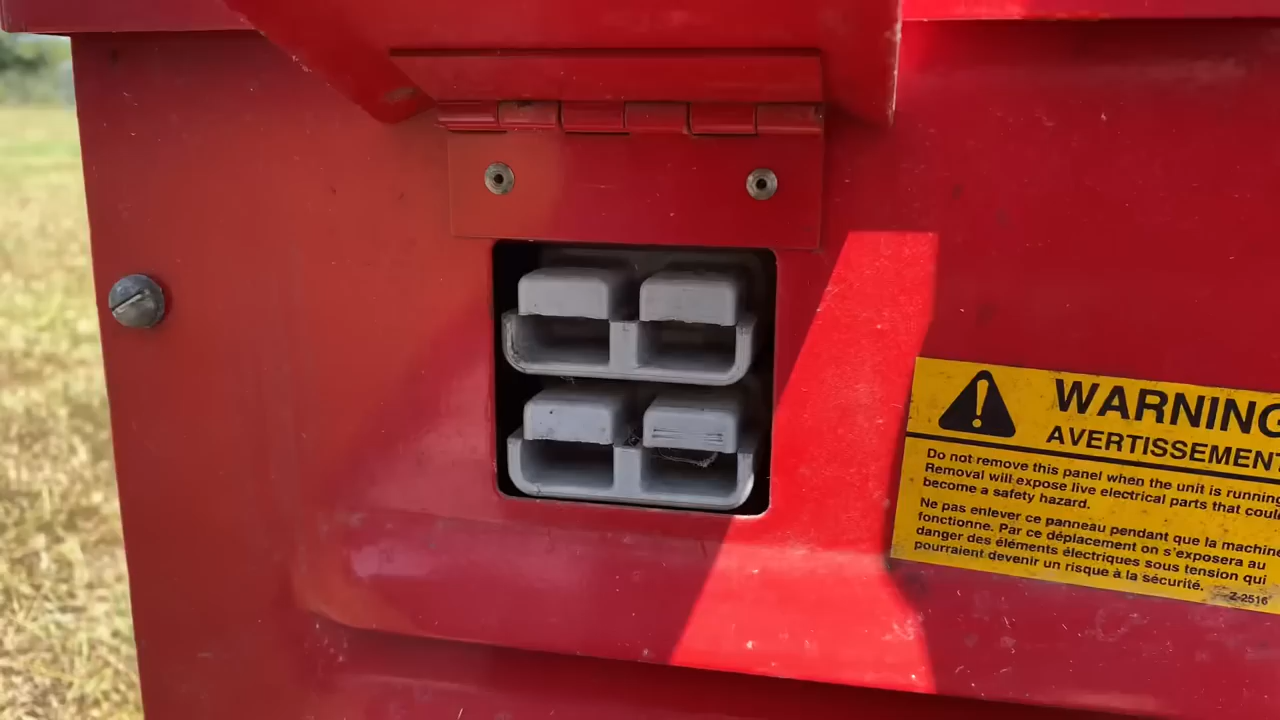 WARNING
AVERTISSEMENT
Do not remove this panel when the unit is running
Removal will expose live electrical parts that could
become a safety hazard.
Ne pas enlever ce panneau pendant que la machine
fonctionne. Par ce déplacement on s'exposera au
danger des éléments électriques sous tension qui
pourraient devenir un risque à la sécurité.
Z-2516